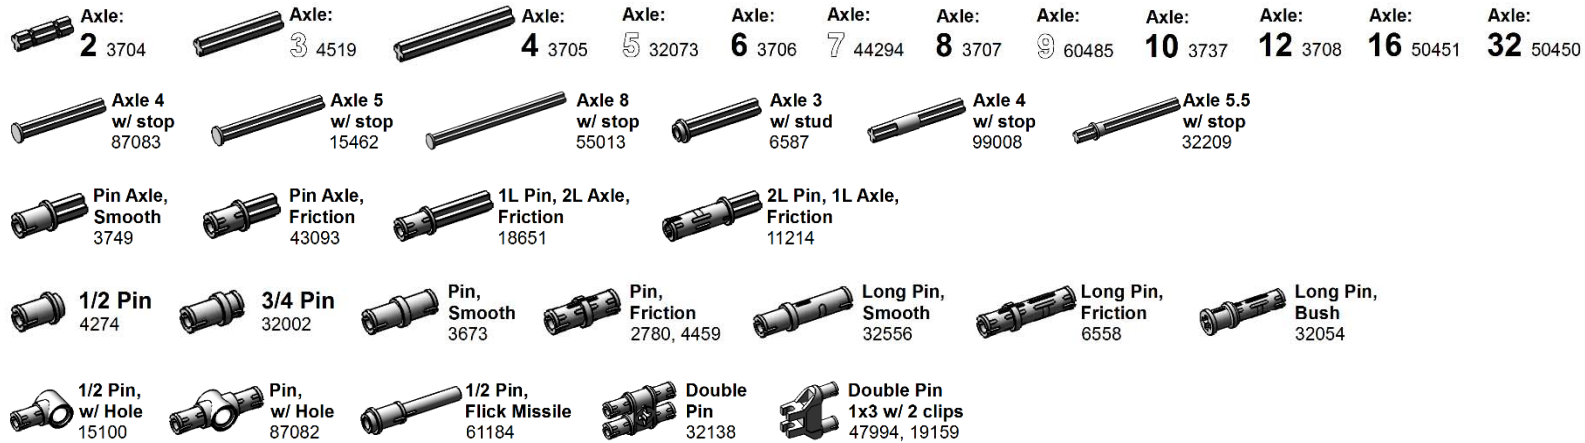 Axle: Axle: Axle: Axle: Axle: Axle: Axle: Axle: Axle: Axle: Axle: Axle:
2 3704 3 4519 4 3705 5 32073 6 3706 7 44294 8 3707 9 60485 10 3737 12 3708 16 50451 32 50450
Axle 4
w/ stop
87083
Axle 5
w/ stop
15462
Axle 8
w/ stop
55013
Axle 3
w/ stud
6587
Axle 4
w/ stop
99008
Axle 5.5
w/ stop
32209
Pin Axle,
Smooth
3749
Pin Axle,
Friction
43093
1L Pin, 2L Axle,
Friction
18651
2L Pin, 1L Axle,
Friction
11214
1/2 Pin
4274
3/4 Pin
32002
Pin,
Smooth
3673
Pin,
Friction
2780, 4459
Long Pin,
Smooth
32556
Long Pin,
Friction
6558
Long Pin,
Bush
32054
1/2 Pin,
w/ Hole
15100
Pin,
w/ Hole
87082
1/2 Pin,
Flick Missile
61184
Double
Pin
32138
Double Pin
1x3 w/ 2 clips
47994, 19159